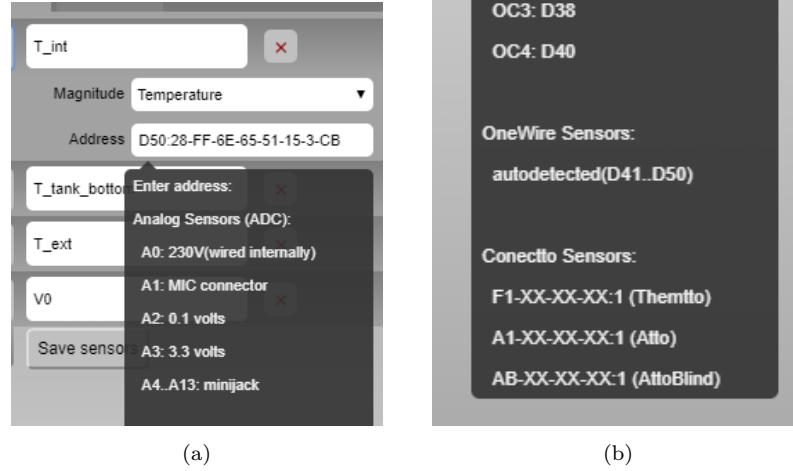 T_int
×
Magnitude Temperature ▼
Address D50:28-FF-6E-65-51-15-3-CB
Enter address:
T_tank_bottom
Analog Sensors (ADC):
T_ext
A0: 230V(wired internally)
A1: MIC connector
V0
A2: 0.1 volts
Save sensors
A3: 3.3 volts
A4..A13: minijack
(a)
OC3: D38
OC4: D40
OneWire Sensors:
autodetected(D41..D50)
Conectto Sensors:
F1-XX-XX-XX:1 (Themtto)
A1-XX-XX-XX:1 (Atto)
AB-XX-XX-XX:1 (AttoBlind)
(b)